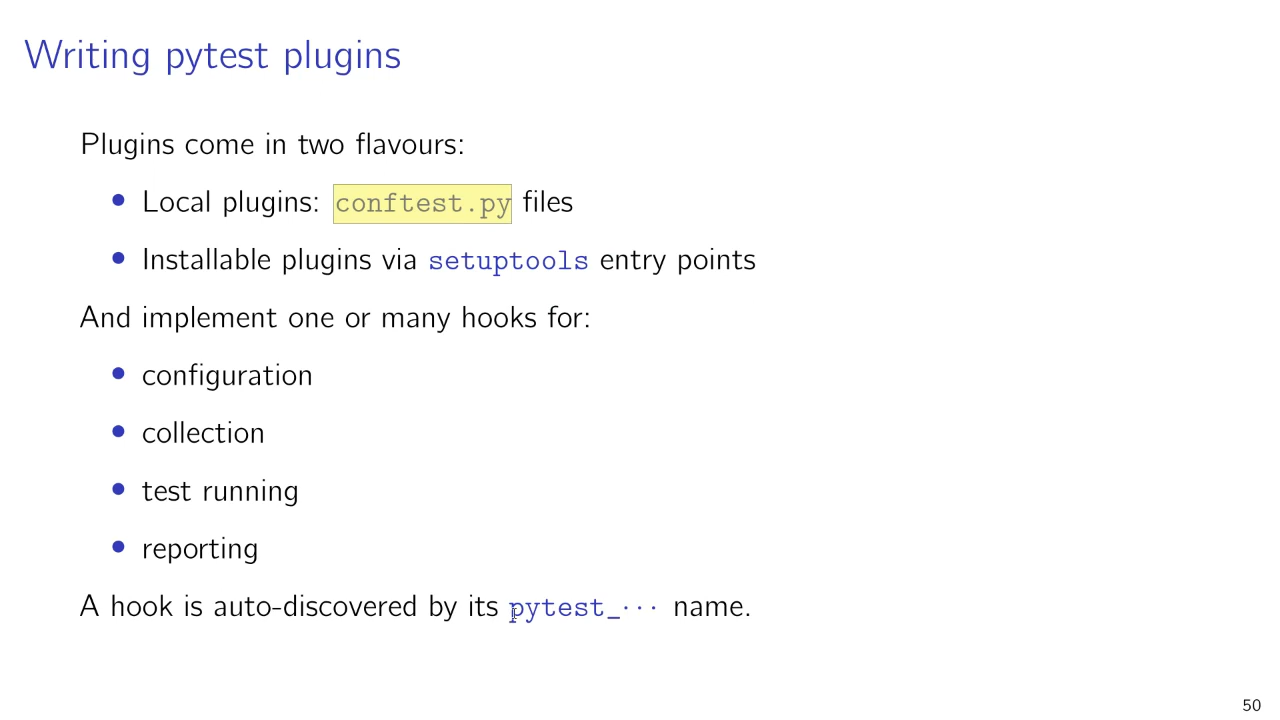 Writing pytest plugins
Plugins come in two flavours:
• Local plugins: conftest.py files
• Installable plugins via setuptools entry points
And implement one or many hooks for:
• configuration
• collection
• test running
• reporting
A hook is auto-discovered by its pytest_··· name.
50